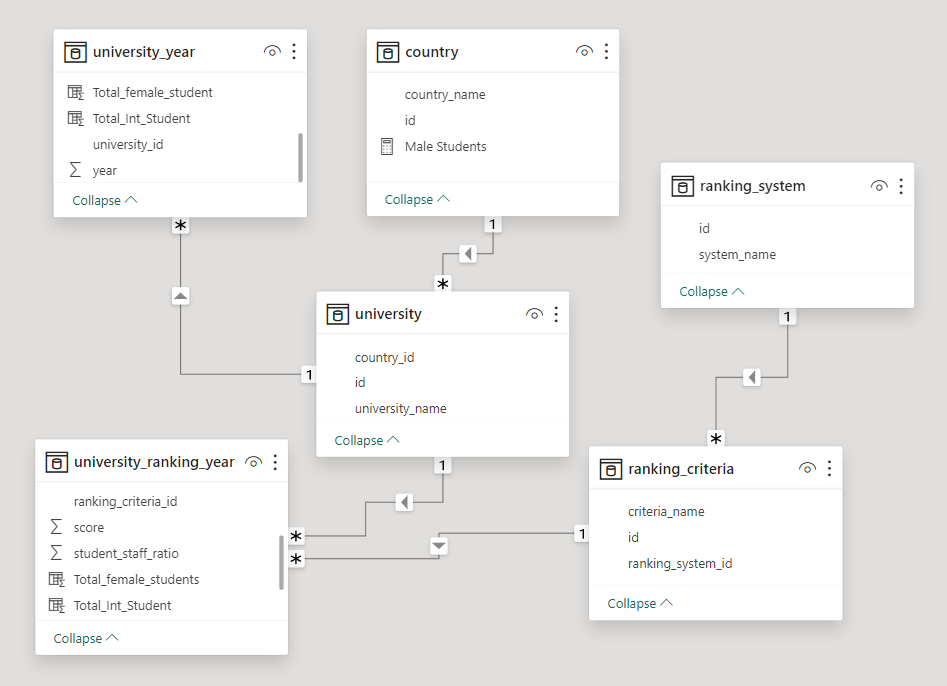 university_year
Total_female_student
Total_Int_Student
university_id
year
Collapse
*
country
country_name
id
Male Students
Collapse
1
ranking_system
id
system_name
Collapse
1
*
university
country_id
id
university_name
Collapse
1
1
university_ranking_year
ranking_criteria_id
Σ score
Σ student_staff_ratio
Total_female_students
Total_Int_Student
Collapse
*
*
*
ranking_criteria
criteria_name
id
ranking_system_id
Collapse
1